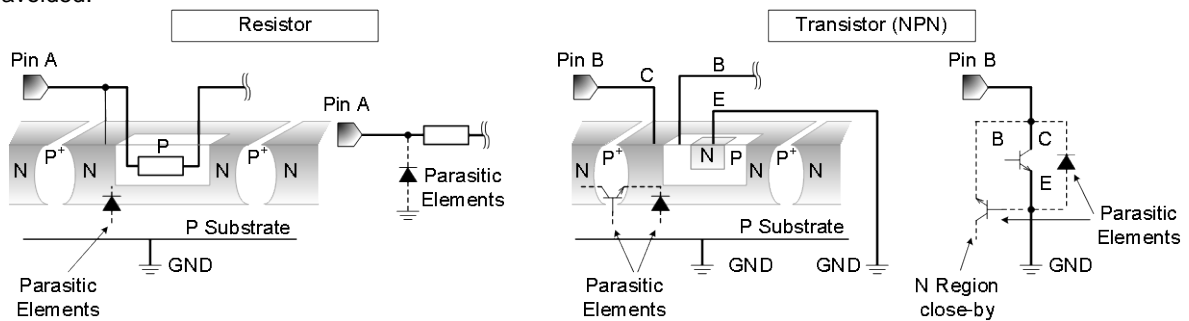 avoided.
Resistor
Transistor (NPN)
Pin A
Pin A
N
P+
N
P
N
P+
N
Parasitic
Elements
P Substrate
GND
Parasitic
Elements
Pin B
C
B
E
N
P+
N
N
P
N
P+
N
P Substrate
GND
GND
Parasitic
Elements
Pin B
B
C
E
Parasitic
Elements
GND
N Region
close-by